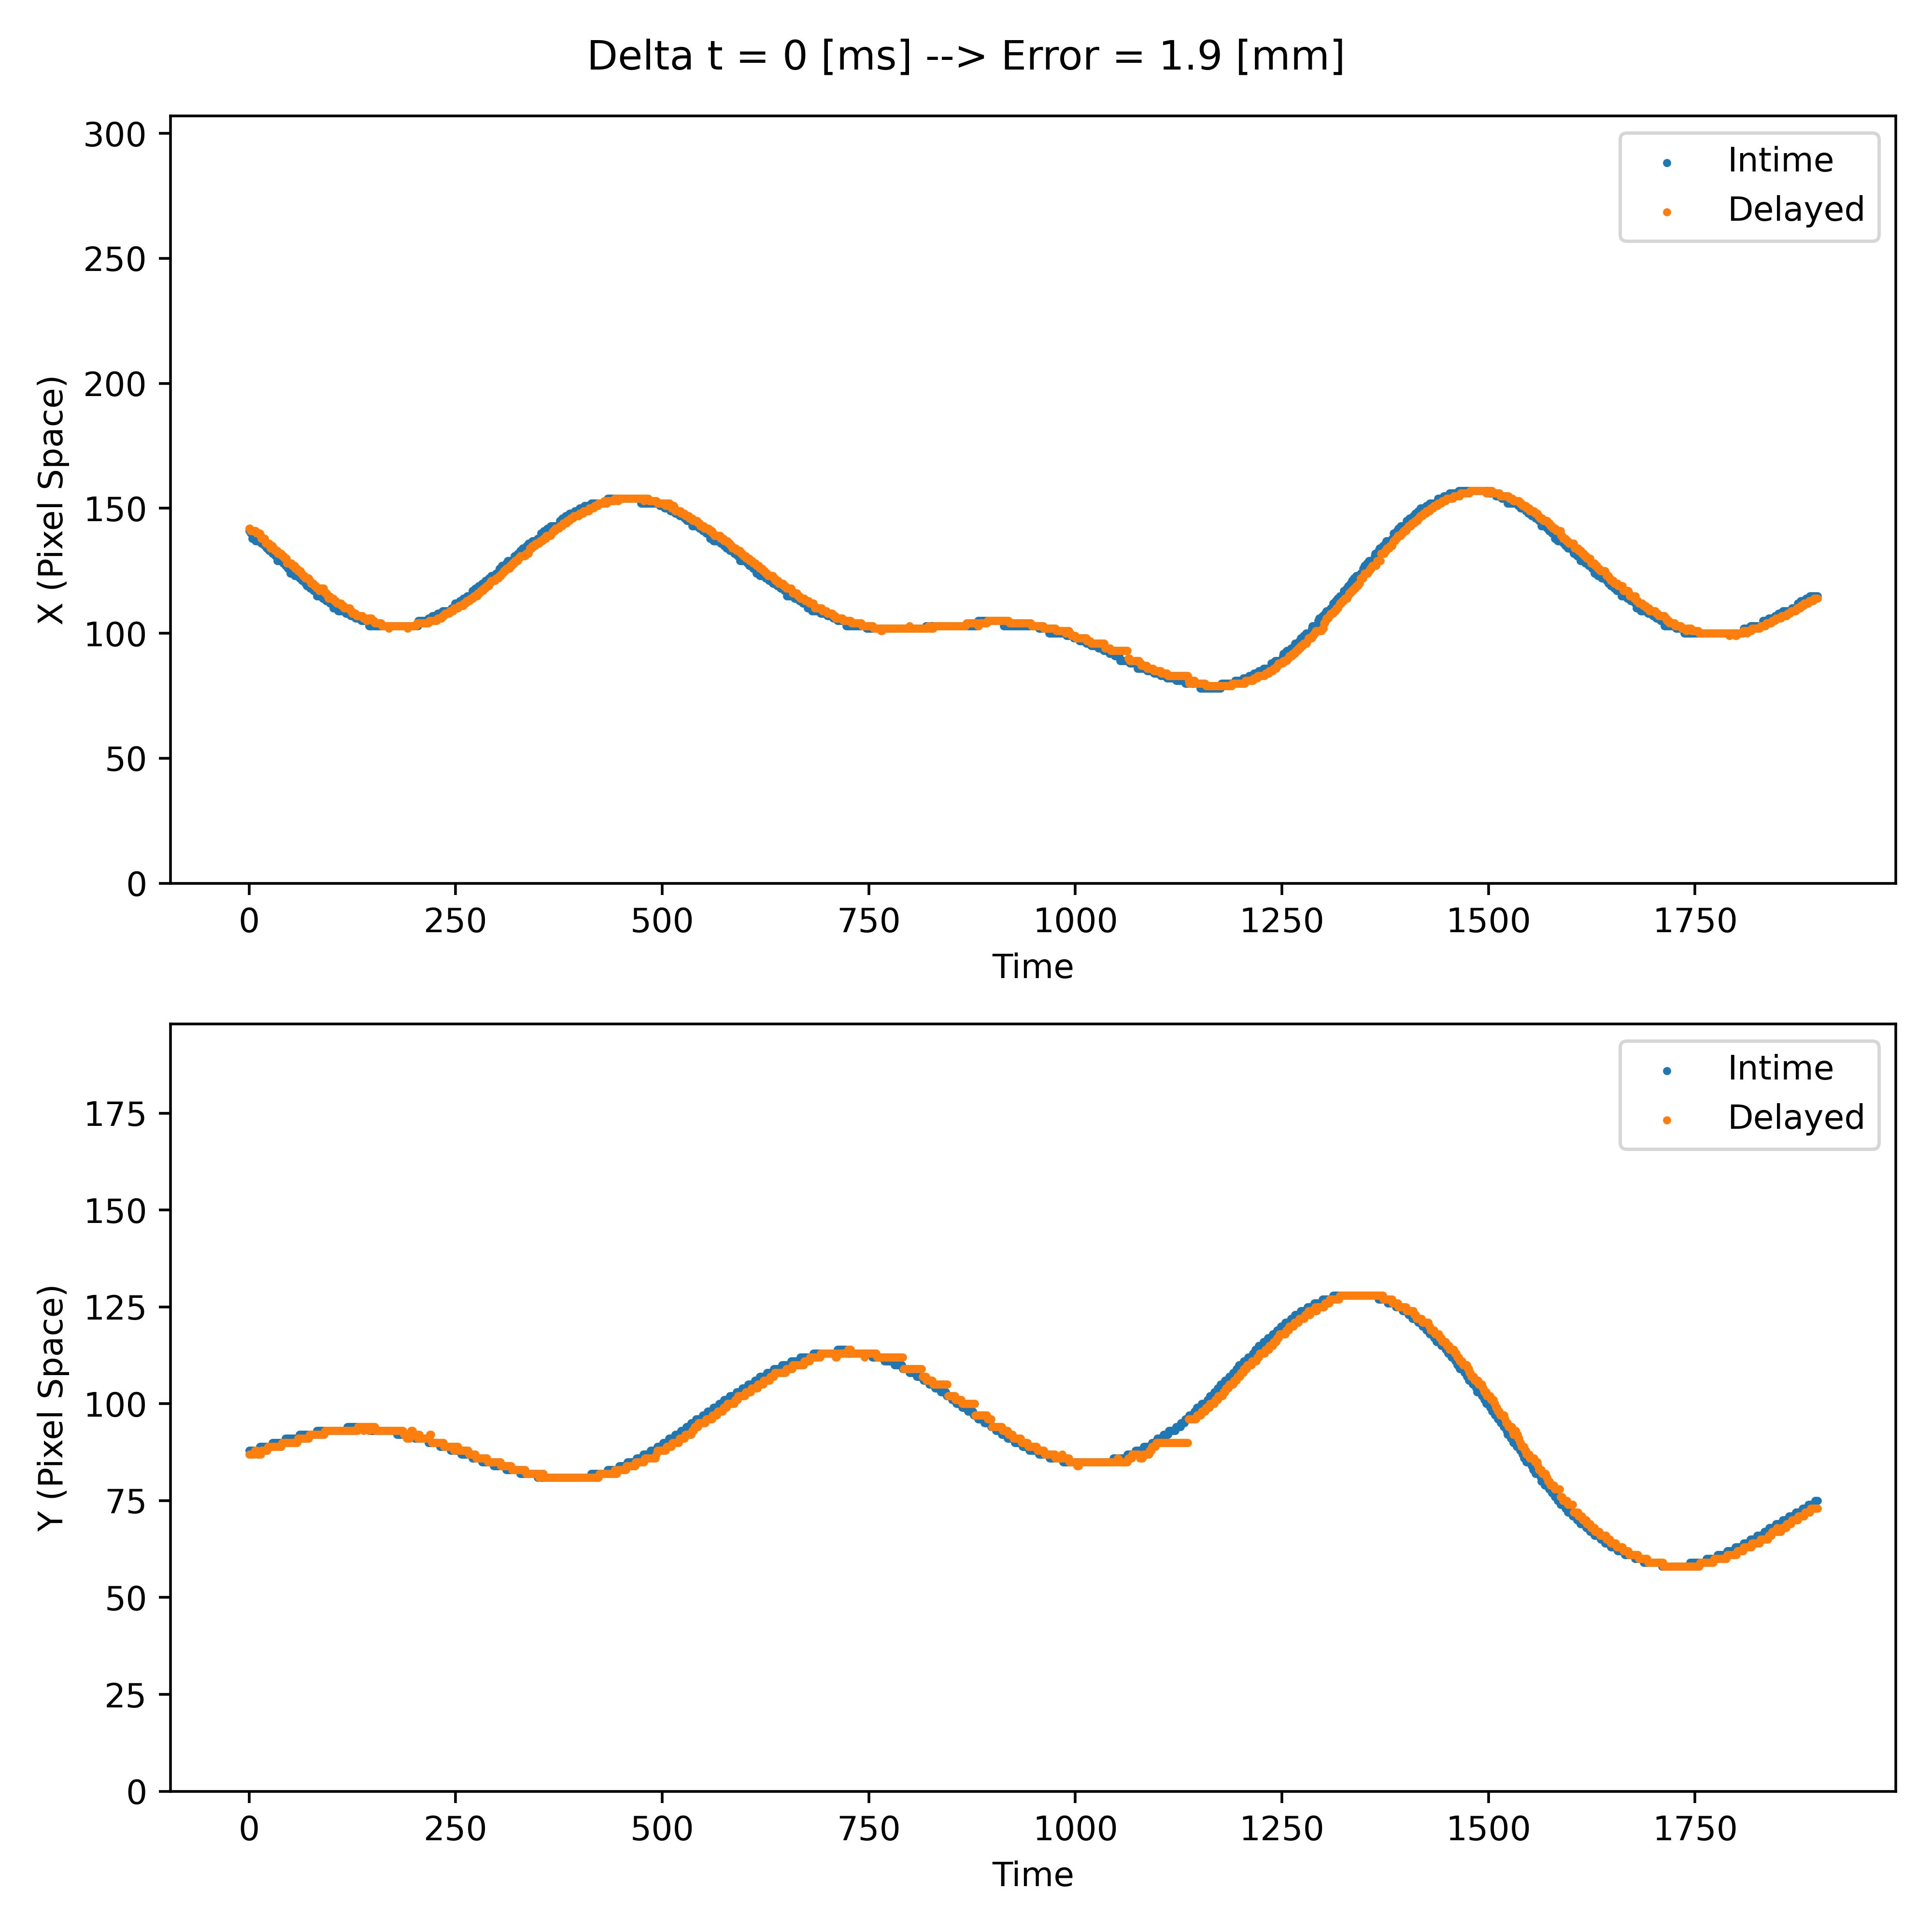 Delta t = 0 [ms] --> Error = 1.9 [mm]
300
250
200
150
100
50
0
X (Pixel Space)
Intime
Delayed
0 250 500 750 1000 1250 1500 1750
Time
175
150
125
100
75
50
25
0
Y (Pixel Space)
Intime
Delayed
0 250 500 750 1000 1250 1500 1750
Time